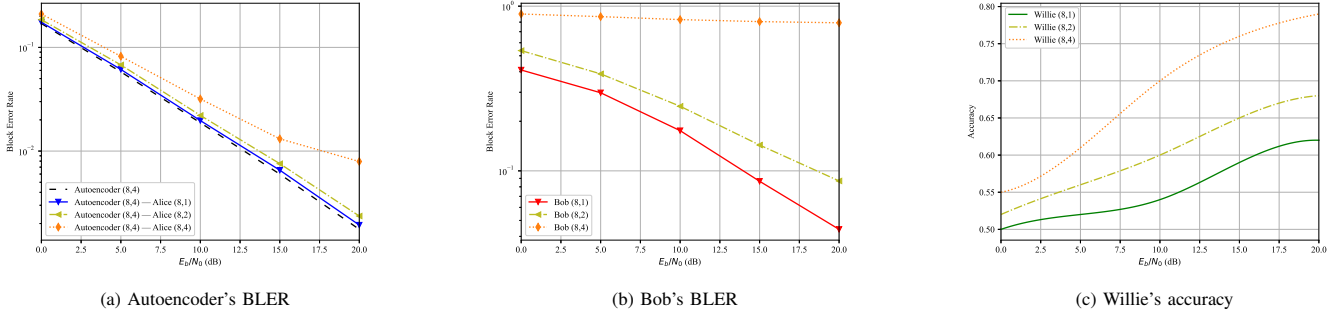 Block Error Rate
10⁻¹
10⁻²
Autoencoder (8,4)
Autoencoder (8,4) — Alice (8,1)
Autoencoder (8,4) — Alice (8,2)
Autoencoder (8,4) — Alice (8,4)
0.0 2.5 5.0 7.5 10.0 12.5 15.0 17.5 20.0
E_b/N_0 (dB)
(a) Autoencoder's BLER
Block Error Rate
10⁰
10⁻¹
Bob (8,1)
Bob (8,2)
Bob (8,4)
0.0 2.5 5.0 7.5 10.0 12.5 15.0 17.5 20.0
E_b/N_0 (dB)
(b) Bob's BLER
Accuracy
0.80
0.75
0.70
0.65
0.60
0.55
0.50
Willie (8,1)
Willie (8,2)
Willie (8,4)
0.0 2.5 5.0 7.5 10.0 12.5 15.0 17.5 20.0
E_b/N_0 (dB)
(c) Willie's accuracy